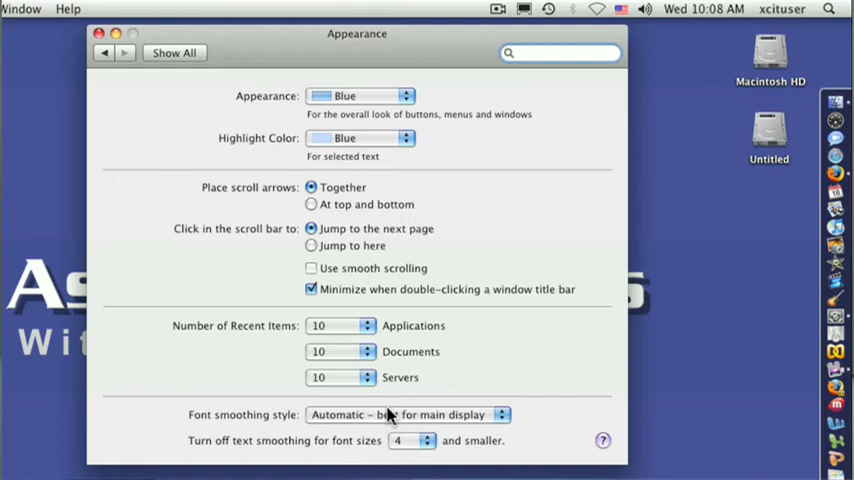 Window Help Wed 10:08 AM xcituser
Appearance
Show All
Macintosh HD
Untitled
Appearance: Blue
For the overall look of buttons, menus and windows
Highlight Color: Blue
For selected text
Place scroll arrows: Together
At top and bottom
Click in the scroll bar to: Jump to the next page
Jump to here
Use smooth scrolling
Minimize when double-clicking a window title bar
Number of Recent Items: 10 Applications
10 Documents
10 Servers
Font smoothing style: Automatic – best for main display
Turn off text smoothing for font sizes 4 and smaller. ?